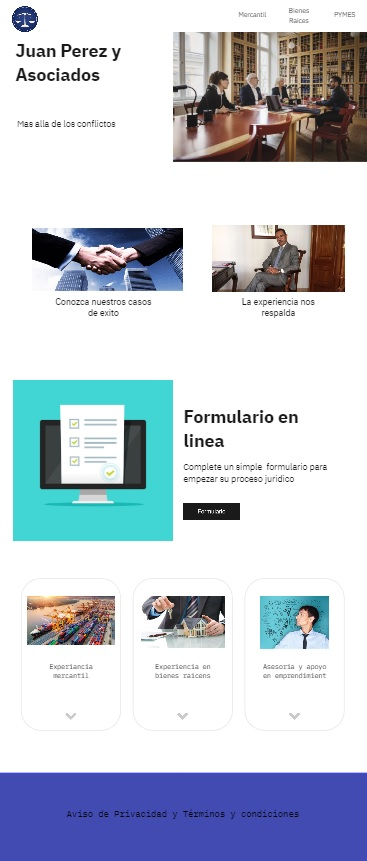 Mercantil
Bienes
Raices
PYMES
Juan Perez y
Asociados
Mas alla de los conflictos
Conozca nuestros casos
de exito
La experiencia nos
respalda
Formulario en
linea
Complete un simple formulario para
empezar su proceso juridico
Formulario
Experiancia
mercantil
Experiencia en
bienes raicens
Asesoria y apoyo
en emprendimient
Aviso de Privacidad y Términos y condiciones